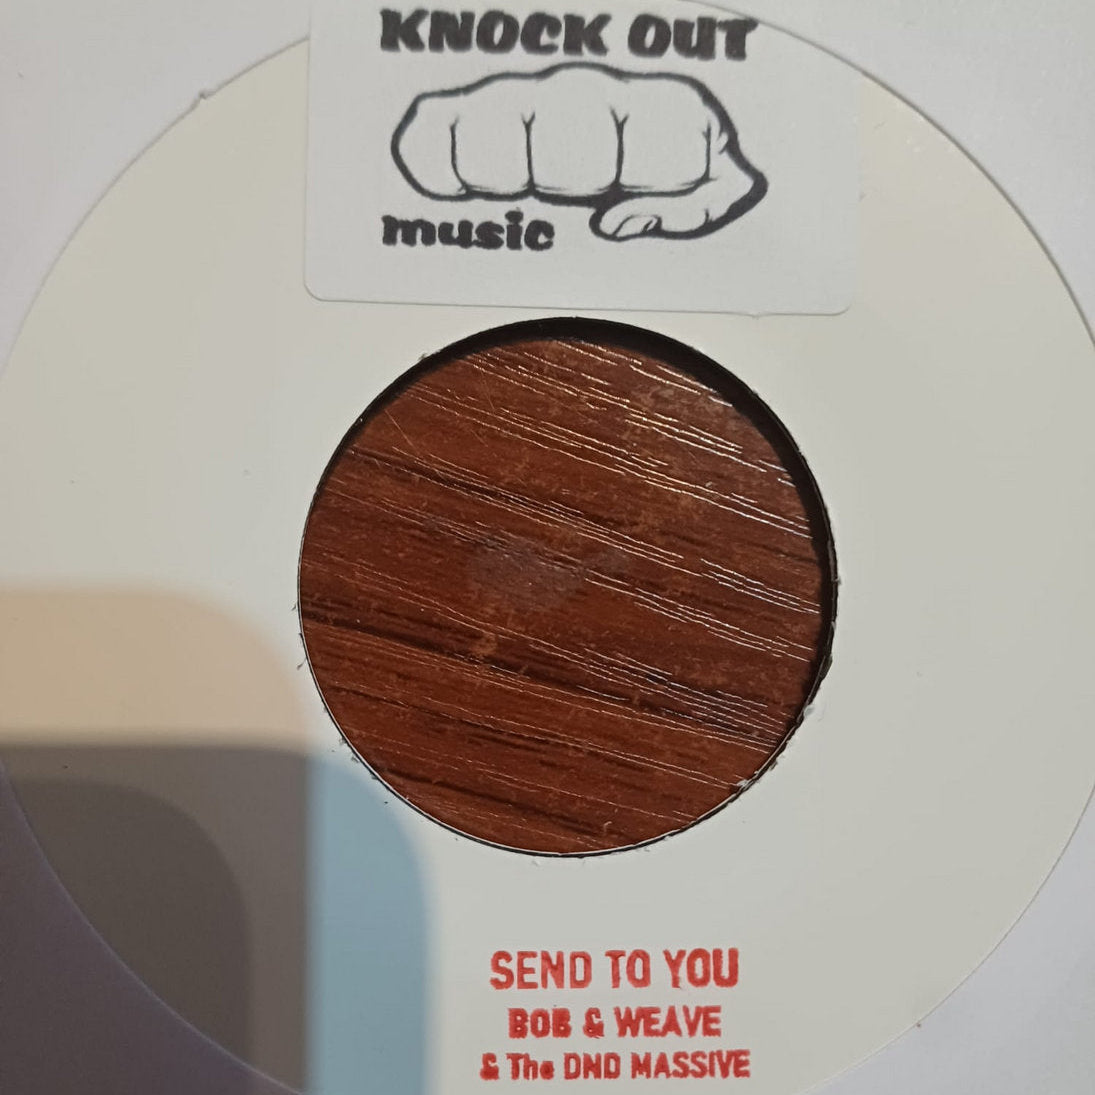 KNOCK OUT
music
SEND TO YOU
BOB & WEAVE
& The DND MASSIVE